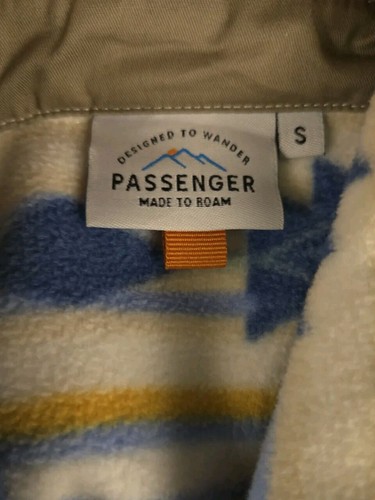 DESIGNED TO WANDER
PASSENGER
MADE TO ROAM
S